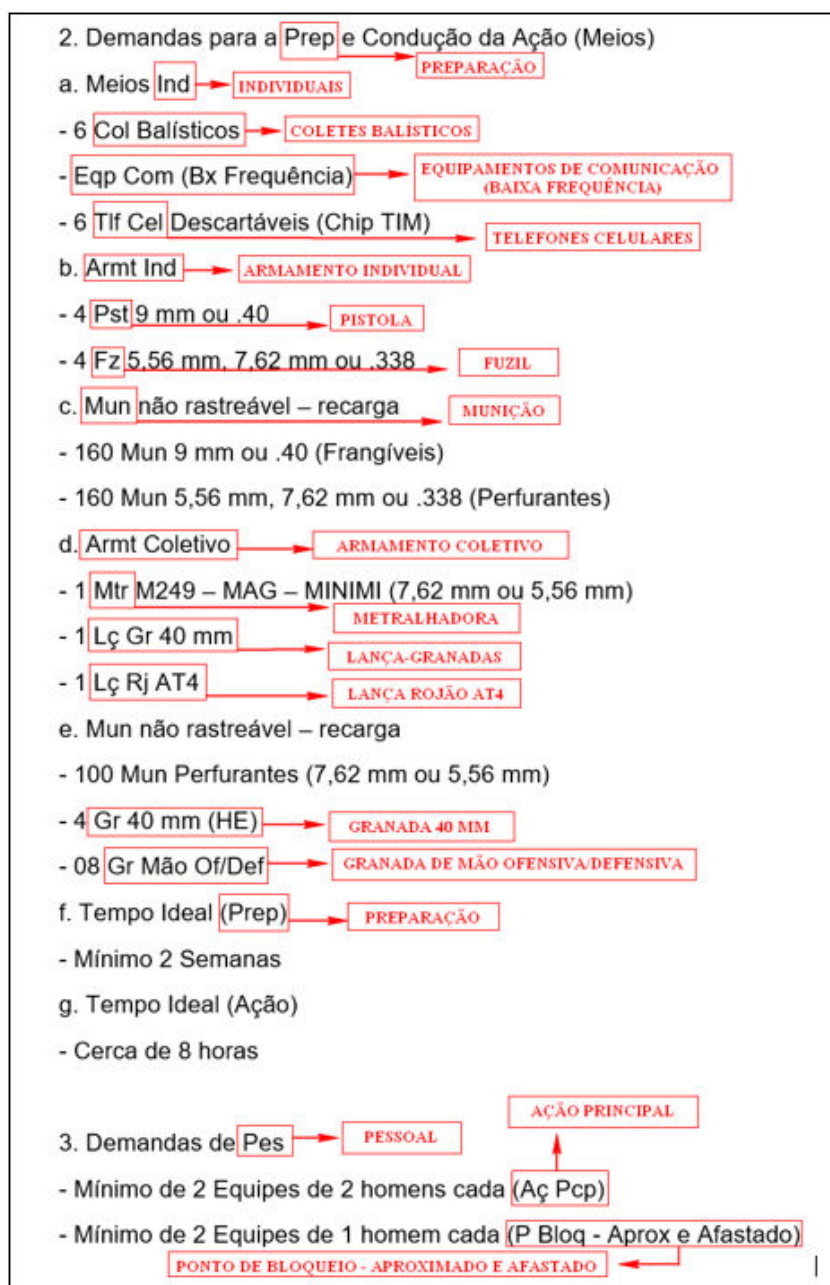 2. Demandas para a Prep e Condução da Ação (Meios)
PREPARAÇÃO
a. Meios Ind
INDIVIDUAIS
- 6 Col Balísticos
COLETES BALÍSTICOS
- Eqp Com (Bx Frequência)
EQUIPAMENTOS DE COMUNICAÇÃO
(BAIXA FREQUÊNCIA)
- 6 Tlf Cel Descartáveis (Chip TIM)
TELEFONES CELULARES
b. Armt Ind
ARMAMENTO INDIVIDUAL
- 4 Pst 9 mm ou .40
PISTOLA
- 4 Fz 5,56 mm, 7,62 mm ou .338
FUZIL
c. Mun não rastreável – recarga
MUNIÇÃO
- 160 Mun 9 mm ou .40 (Frangíveis)
- 160 Mun 5,56 mm, 7,62 mm ou .338 (Perfurantes)
d. Armt Coletivo
ARMAMENTO COLETIVO
- 1 Mtr M249 – MAG – MINIMI (7,62 mm ou 5,56 mm)
METRALHADORA
- 1 Lç Gr 40 mm
LANÇA-GRANADAS
- 1 Lç Rj AT4
LANÇA ROJÃO AT4
e. Mun não rastreável – recarga
- 100 Mun Perfurantes (7,62 mm ou 5,56 mm)
- 4 Gr 40 mm (HE)
GRANADA 40 MM
- 08 Gr Mão Of/Def
GRANADA DE MÃO OFENSIVA/DEFENSIVA
f. Tempo Ideal (Prep)
PREPARAÇÃO
- Mínimo 2 Semanas
g. Tempo Ideal (Ação)
- Cerca de 8 horas
AÇÃO PRINCIPAL
3. Demandas de Pes
PESSOAL
- Mínimo de 2 Equipes de 2 homens cada (Aç Pcp)
- Mínimo de 2 Equipes de 1 homem cada (P Bloq - Aprox e Afastado)
PONTO DE BLOQUEIO - APROXIMADO E AFASTADO